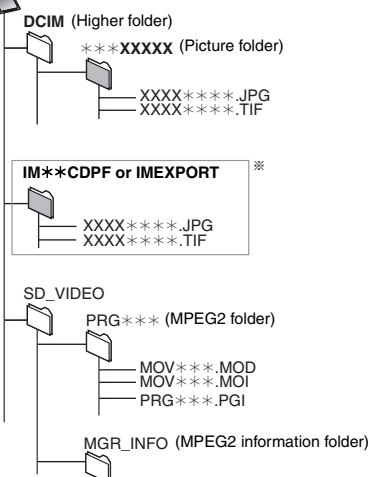 DCIM (Higher folder)
✳✳✳XXXXX (Picture folder)
XXXX✳✳✳✳.JPG
XXXX✳✳✳✳.TIF
IM✳✳CDPF or IMEXPORT ※
XXXX✳✳✳✳.JPG
XXXX✳✳✳✳.TIF
SD_VIDEO
PRG✳✳✳ (MPEG2 folder)
MOV✳✳✳.MOD
MOV✳✳✳.MOI
PRG✳✳✳.PGI
MGR_INFO (MPEG2 information folder)